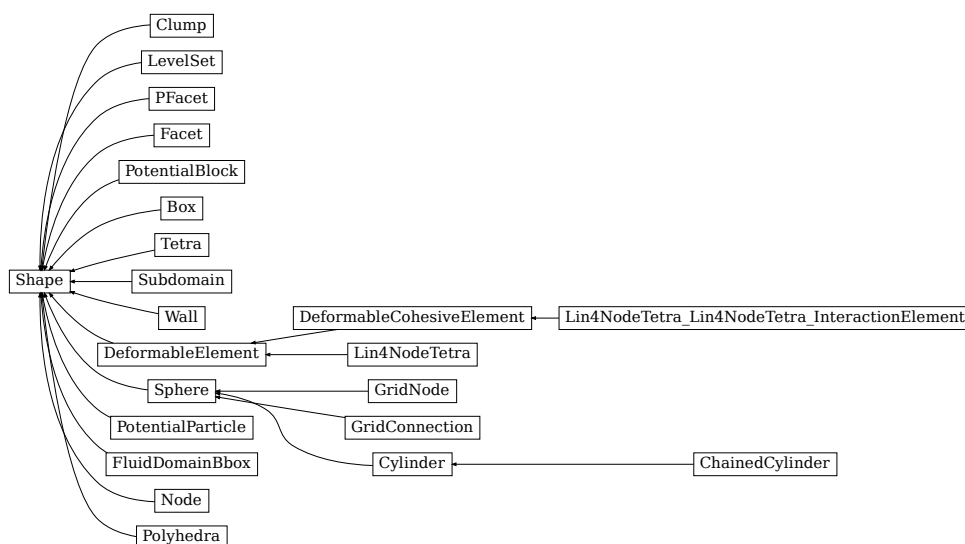 Clump
LevelSet
PFacet
Facet
PotentialBlock
Box
Tetra
Shape
Subdomain
Wall
DeformableCohesiveElement
Lin4NodeTetra_Lin4NodeTetra_InteractionElement
DeformableElement
Lin4NodeTetra
Sphere
GridNode
PotentialParticle
GridConnection
FluidDomainBbox
Cylinder
ChainedCylinder
Node
Polyhedra